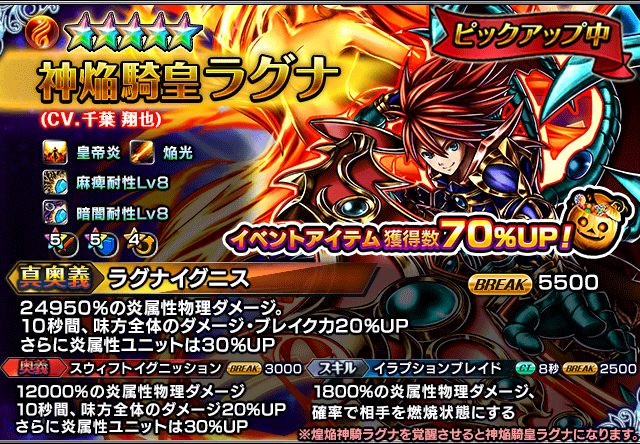 ピックアップ中
神焔騎皇ラグナ
(CV.千葉 翔也)
皇帝炎 焔光
麻痺耐性Lv8
暗闇耐性Lv8
5 5 4
イベントアイテム獲得数70%UP!
真奥義 ラグナイグニス BREAK 5500
24950%の炎属性物理ダメージ。
10秒間、味方全体のダメージ・ブレイク力20%UP
さらに炎属性ユニットは30%UP
奥義 スウィフトイグニッション BREAK 3000
12000%の炎属性物理ダメージ
10秒間、味方全体のダメージ20%UP
さらに炎属性ユニットは30%UP
スキル イラプションブレイド CT 8秒 BREAK 2500
1800%の炎属性物理ダメージ、
確率で相手を燃焼状態にする
※煌焔神騎ラグナを覚醒させると神焔騎皇ラグナになります。